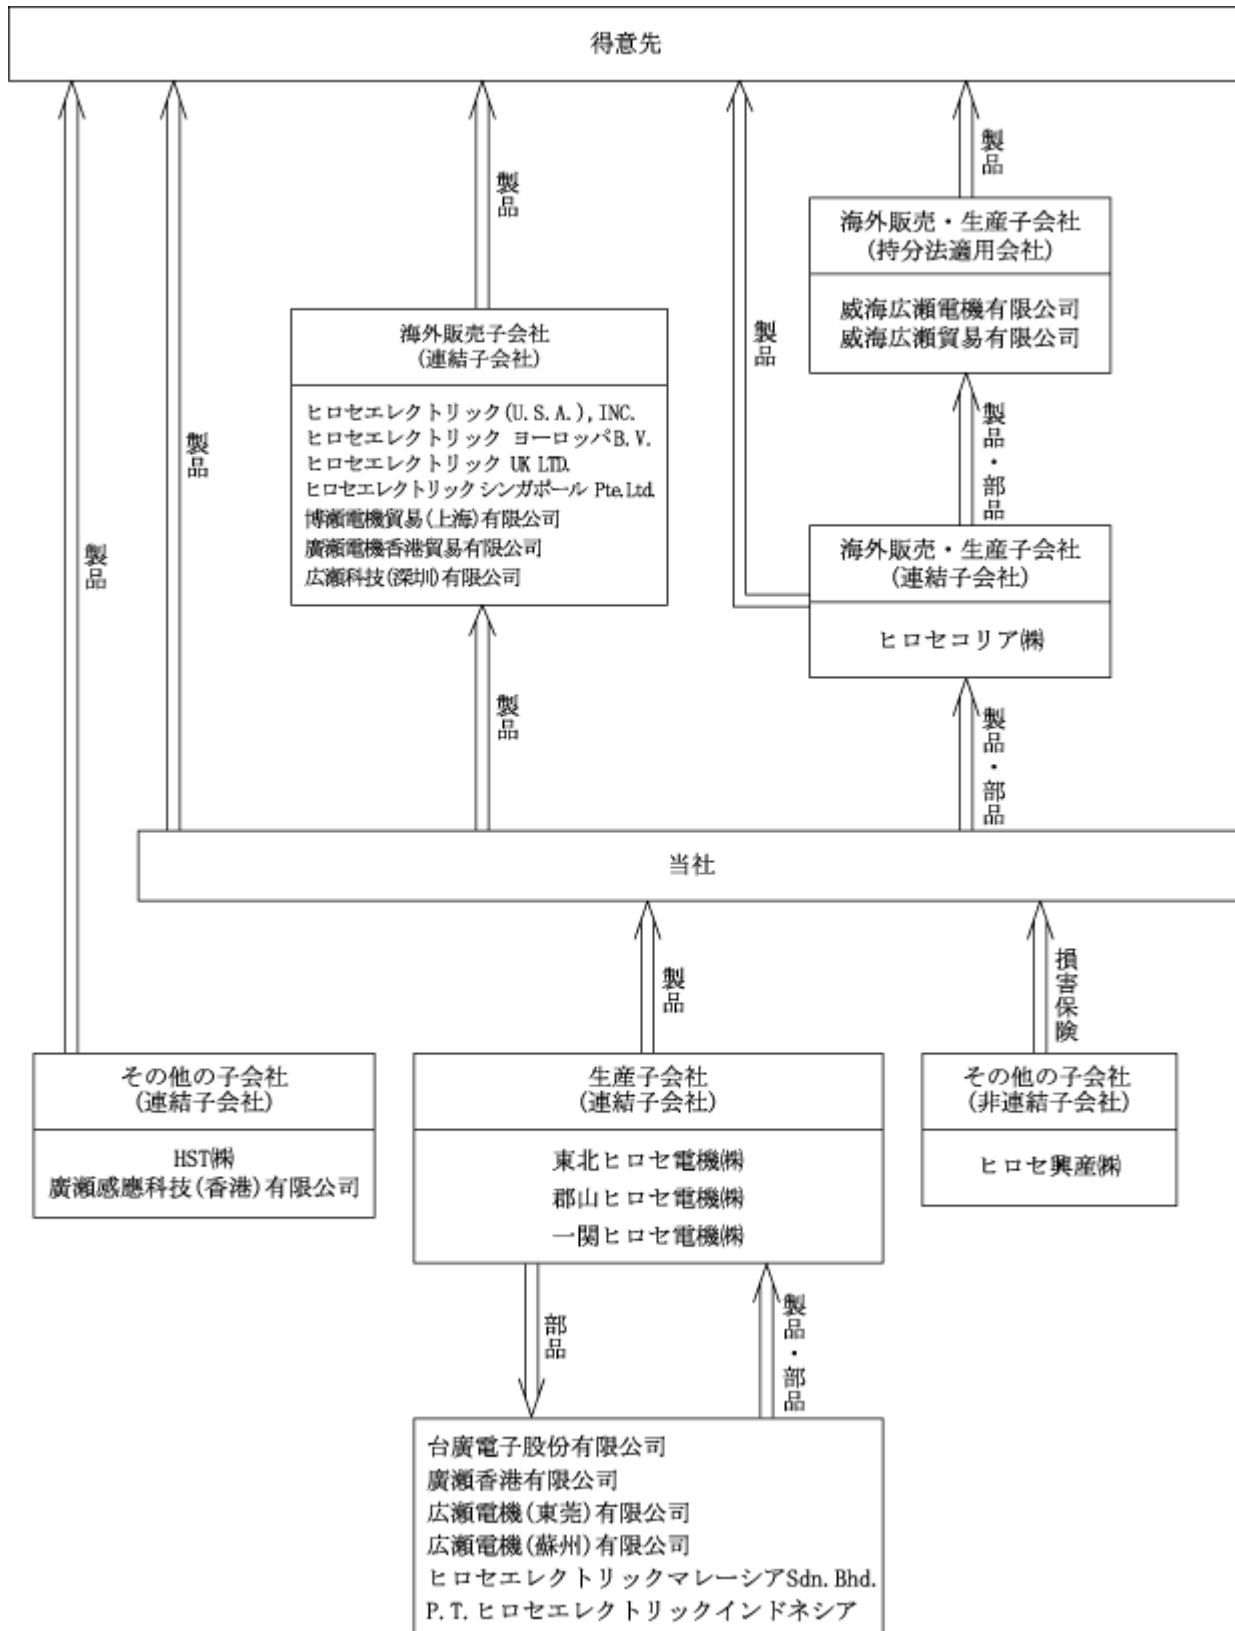 得意先
製品
海外販売・生産子会社
(持分法適用会社)
威海広瀬電機有限公司
威海広瀬貿易有限公司
製品
海外販売子会社
(連結子会社)
ヒロセエレクトリック(U.S.A.),INC.
ヒロセエレクトリック ヨーロッパB.V.
ヒロセエレクトリック UK LTD.
ヒロセエレクトリックシンガポール Pte.Ltd.
博瀬電機貿易(上海)有限公司
廣瀬電機香港貿易有限公司
広瀬科技(深圳)有限公司
製品
製品・部品
製品
製品
海外販売・生産子会社
(連結子会社)
ヒロセコリア㈱
製品
製品・部品
当社
製品
損害保険
その他の子会社
(連結子会社)
HST㈱
廣瀬感應科技(香港)有限公司
生産子会社
(連結子会社)
東北ヒロセ電機㈱
郡山ヒロセ電機㈱
一関ヒロセ電機㈱
その他の子会社
(非連結子会社)
ヒロセ興産㈱
部品
製品・部品
台廣電子股份有限公司
廣瀬香港有限公司
広瀬電機(東莞)有限公司
広瀬電機(蘇州)有限公司
ヒロセエレクトリックマレーシアSdn.Bhd.
P.T.ヒロセエレクトリックインドネシア